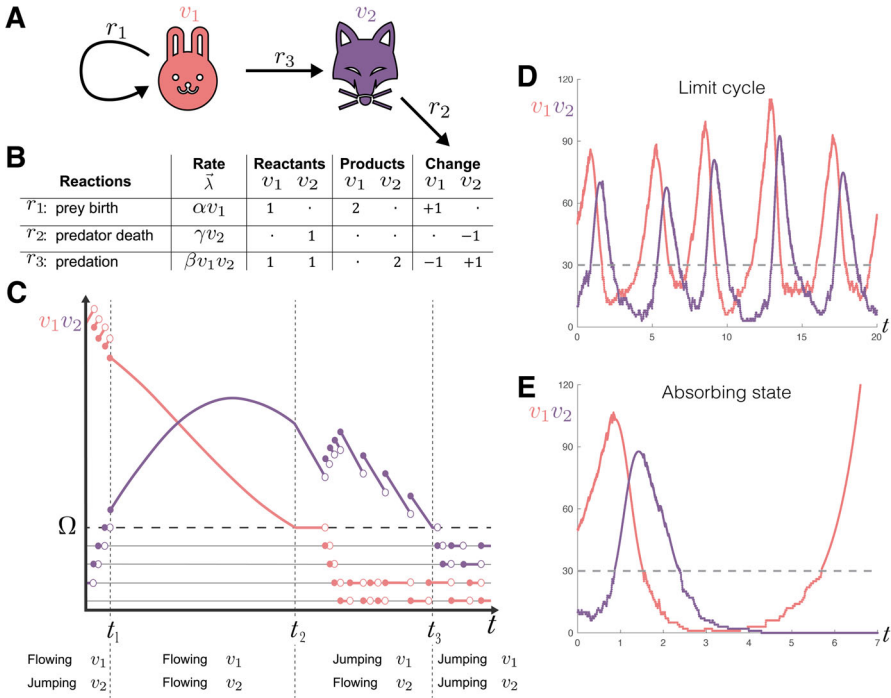 A
r₁
v₁
v₂
r₃
r₂
B
Rate Reactants Products Change
Reactions λ⃗ v₁ v₂ v₁ v₂ v₁ v₂
r₁: prey birth αv₁ 1 · 2 · +1 ·
r₂: predator death γv₂ · 1 · · · −1
r₃: predation βv₁v₂ 1 1 · 2 −1 +1
C
v₁v₂
Ω
t₁ t₂ t₃ t
Flowing v₁ Flowing v₁ Jumping v₁ Jumping v₁
Jumping v₂ Flowing v₂ Flowing v₂ Jumping v₂
D
Limit cycle
120
v₁v₂
90
60
30
0
0 5 10 15 20 t
E
Absorbing state
120
v₁v₂
90
60
30
0
0 1 2 3 4 5 6 7 t